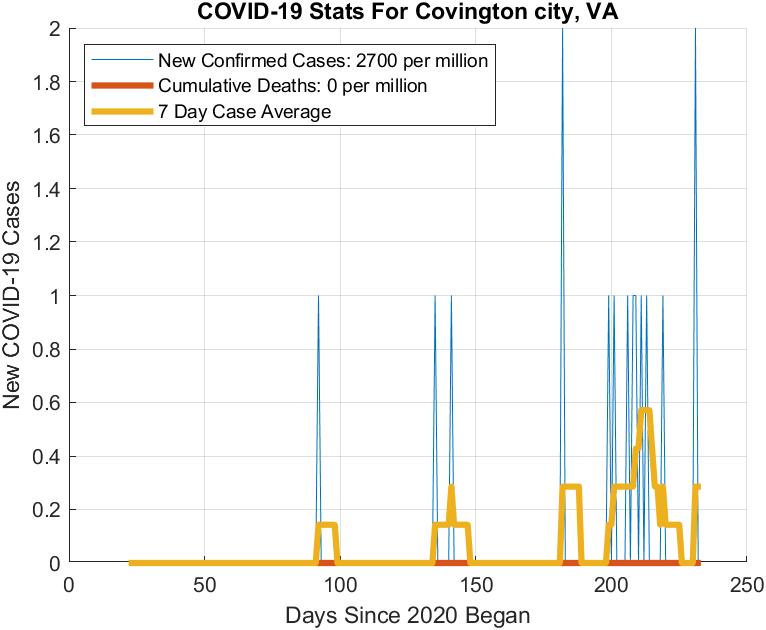 COVID-19 Stats For Covington city, VA
New Confirmed Cases: 2700 per million
Cumulative Deaths: 0 per million
7 Day Case Average
New COVID-19 Cases
2
1.8
1.6
1.4
1.2
1
0.8
0.6
0.4
0.2
0
0 50 100 150 200 250
Days Since 2020 Began